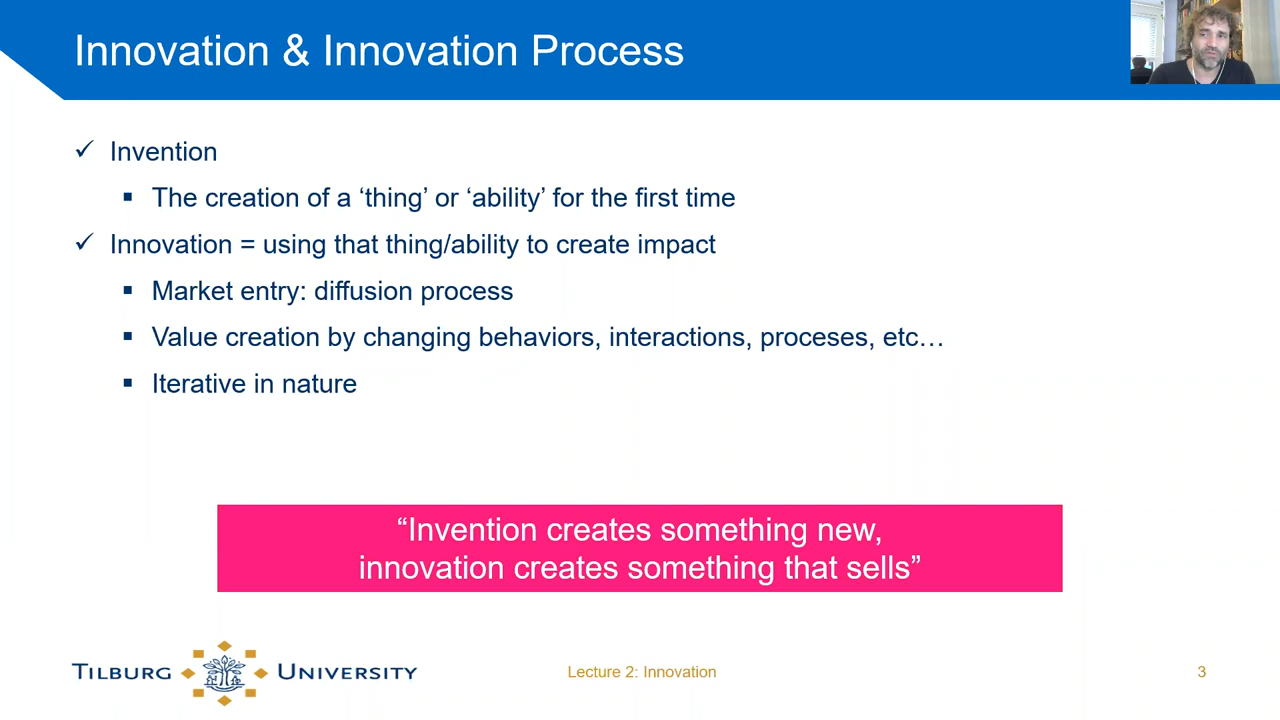 Innovation & Innovation Process
✓ Invention
▪ The creation of a ‘thing’ or ‘ability’ for the first time
✓ Innovation = using that thing/ability to create impact
▪ Market entry: diffusion process
▪ Value creation by changing behaviors, interactions, proceses, etc…
▪ Iterative in nature
“Invention creates something new,
innovation creates something that sells”
TILBURG UNIVERSITY
Lecture 2: Innovation
3